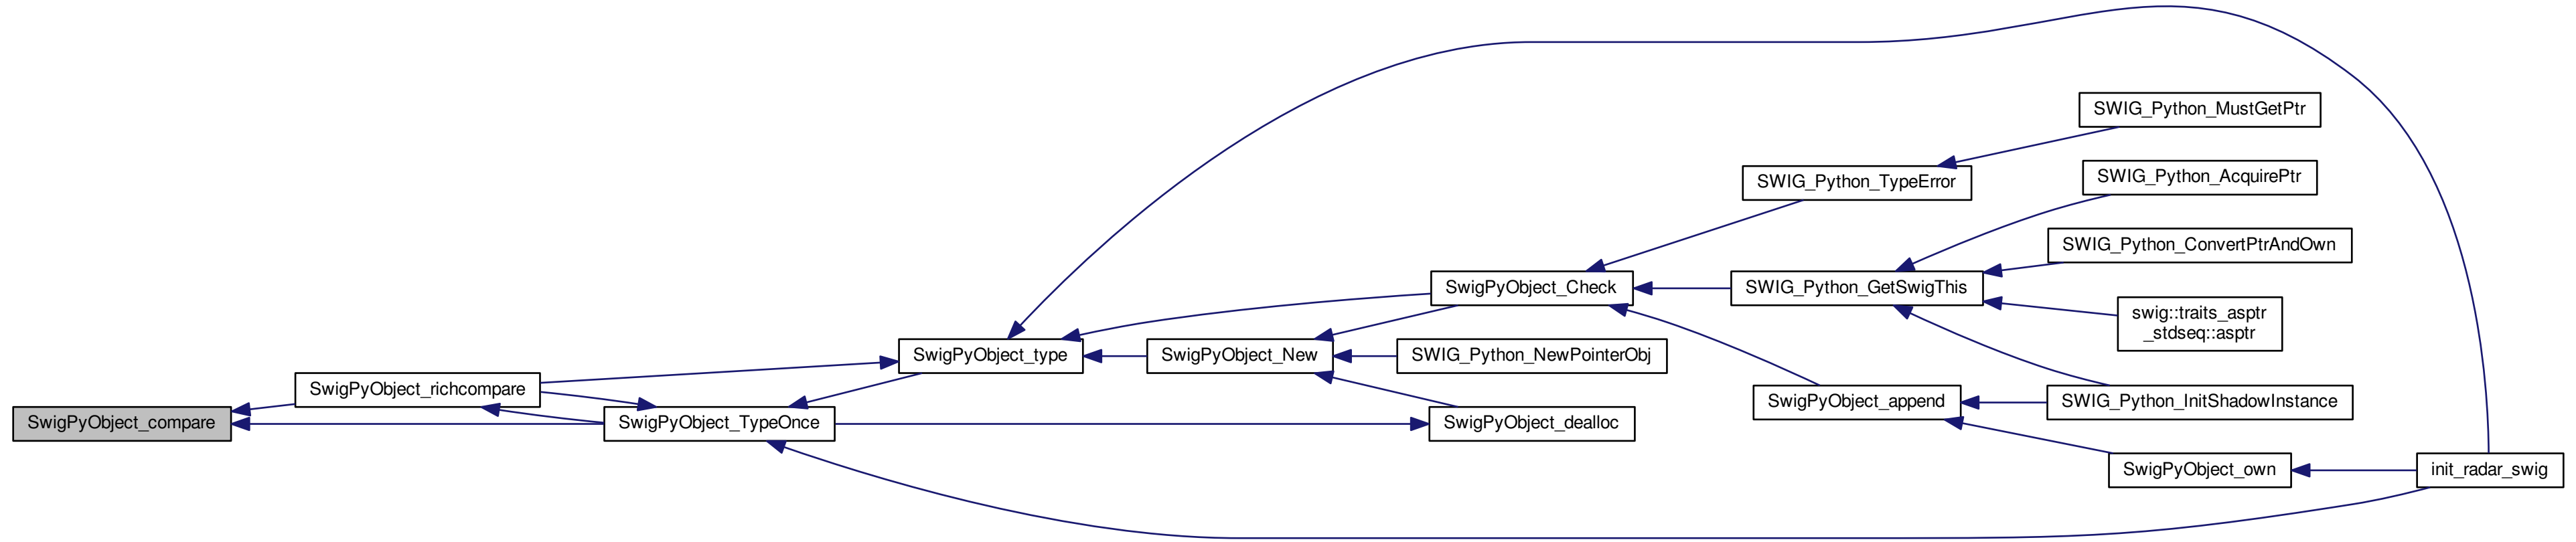 SWIG_Python_MustGetPtr
SWIG_Python_TypeError
SWIG_Python_AcquirePtr
SWIG_Python_ConvertPtrAndOwn
SwigPyObject_Check
SWIG_Python_GetSwigThis
swig::traits_asptr
_stdseq::asptr
SwigPyObject_type
SwigPyObject_New
SWIG_Python_NewPointerObj
SwigPyObject_richcompare
SwigPyObject_append
SWIG_Python_InitShadowInstance
SwigPyObject_compare
SwigPyObject_TypeOnce
SwigPyObject_dealloc
SwigPyObject_own
init_radar_swig